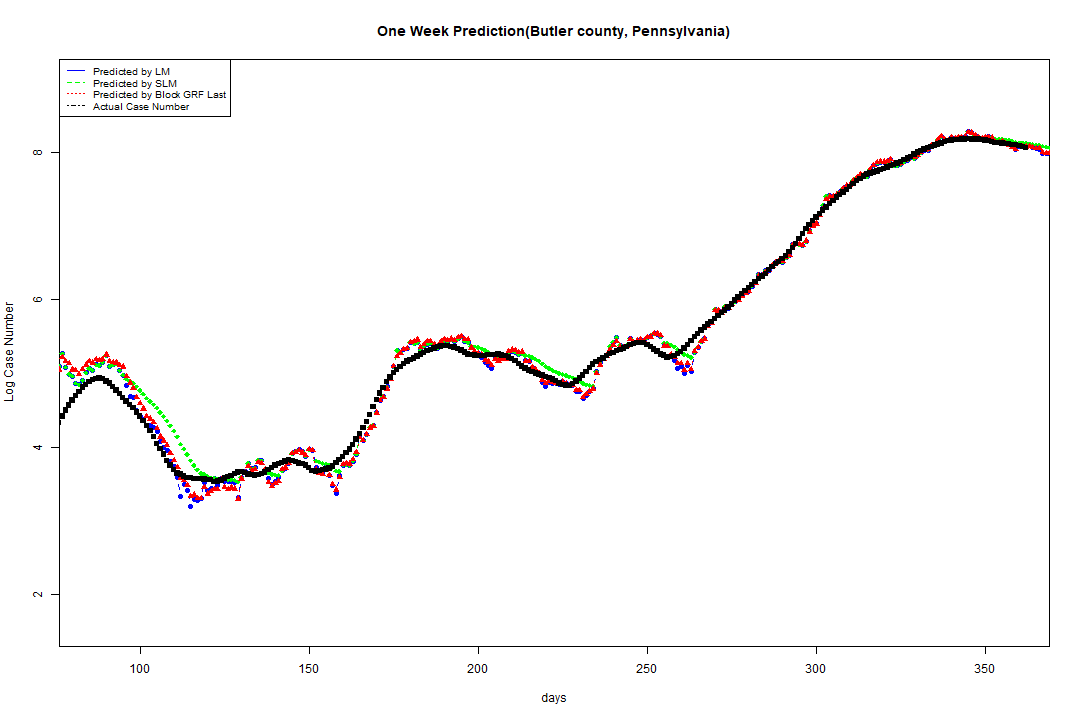 One Week Prediction(Butler county, Pennsylvania)
Predicted by LM
Predicted by SLM
Predicted by Block GRF Last
Actual Case Number
8
6
4
2
Log Case Number
100 150 200 250 300 350
days